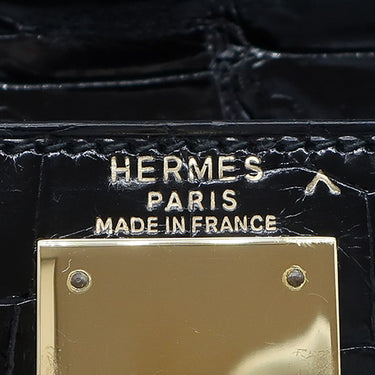 HERMES ^
PARIS
MADE IN FRANCE